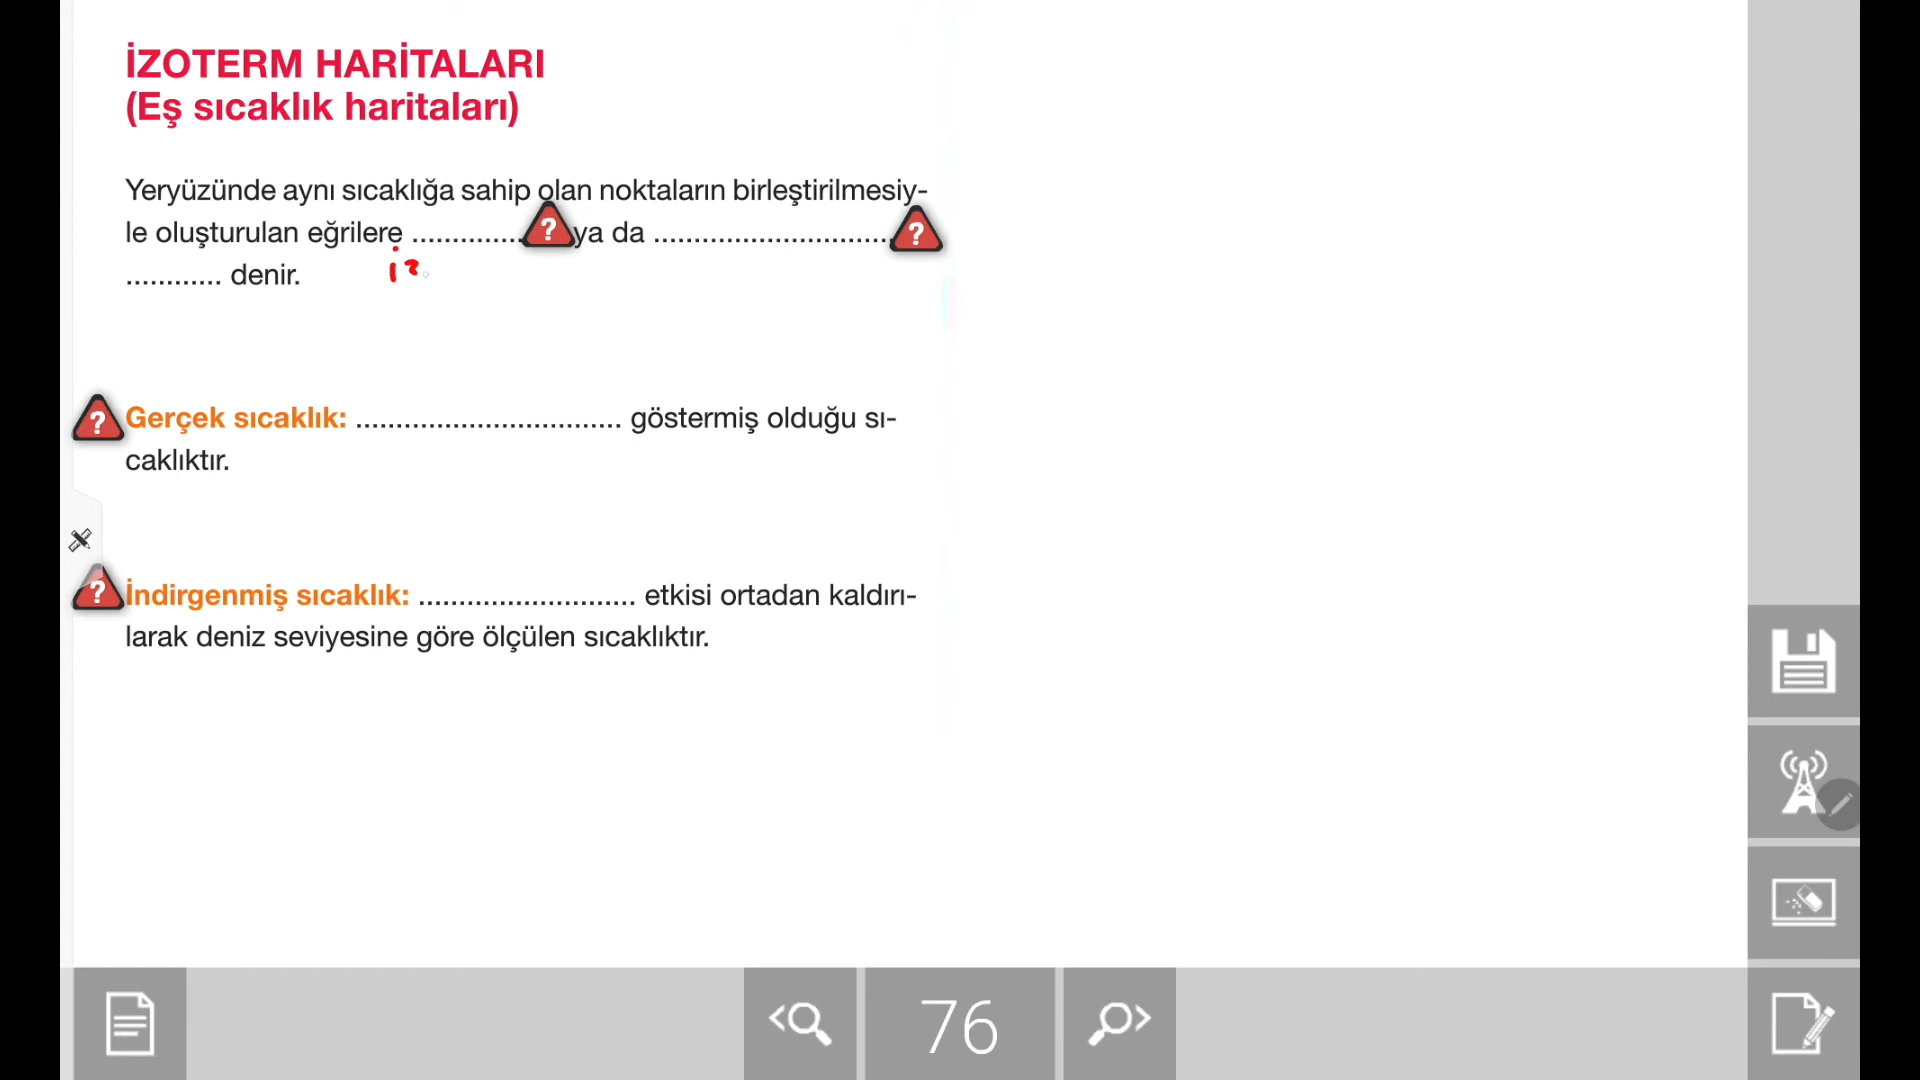 İZOTERM HARİTALARI
(Eş sıcaklık haritaları)
Yeryüzünde aynı sıcaklığa sahip olan noktaların birleştirilmesiy-
le oluşturulan eğrilere .............. ? ya da ............................. ?
............ denir.
? Gerçek sıcaklık: ................................. göstermiş olduğu sı-
caklıktır.
? İndirgenmiş sıcaklık: ........................... etkisi ortadan kaldırı-
larak deniz seviyesine göre ölçülen sıcaklıktır.
76